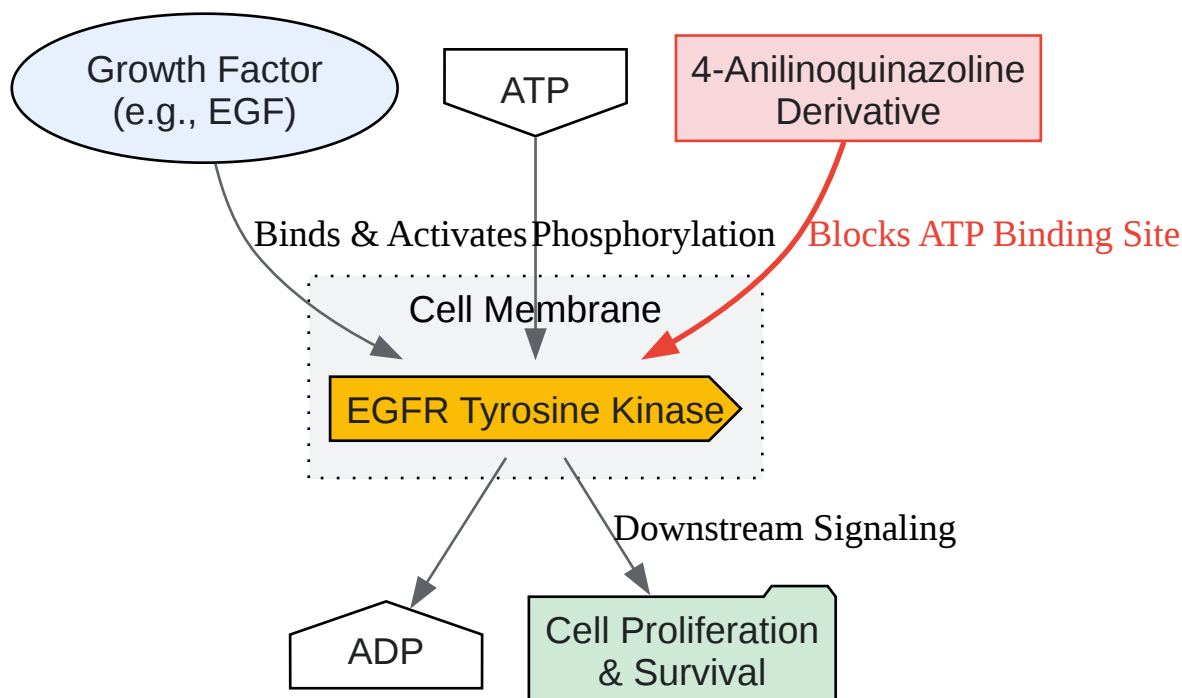 Growth Factor
(e.g., EGF)
ATP
4-Anilinoquinazoline
Derivative
Binds & Activates
Phosphorylation
Blocks ATP Binding Site
Cell Membrane
EGFR Tyrosine Kinase
Downstream Signaling
ADP
Cell Proliferation
& Survival